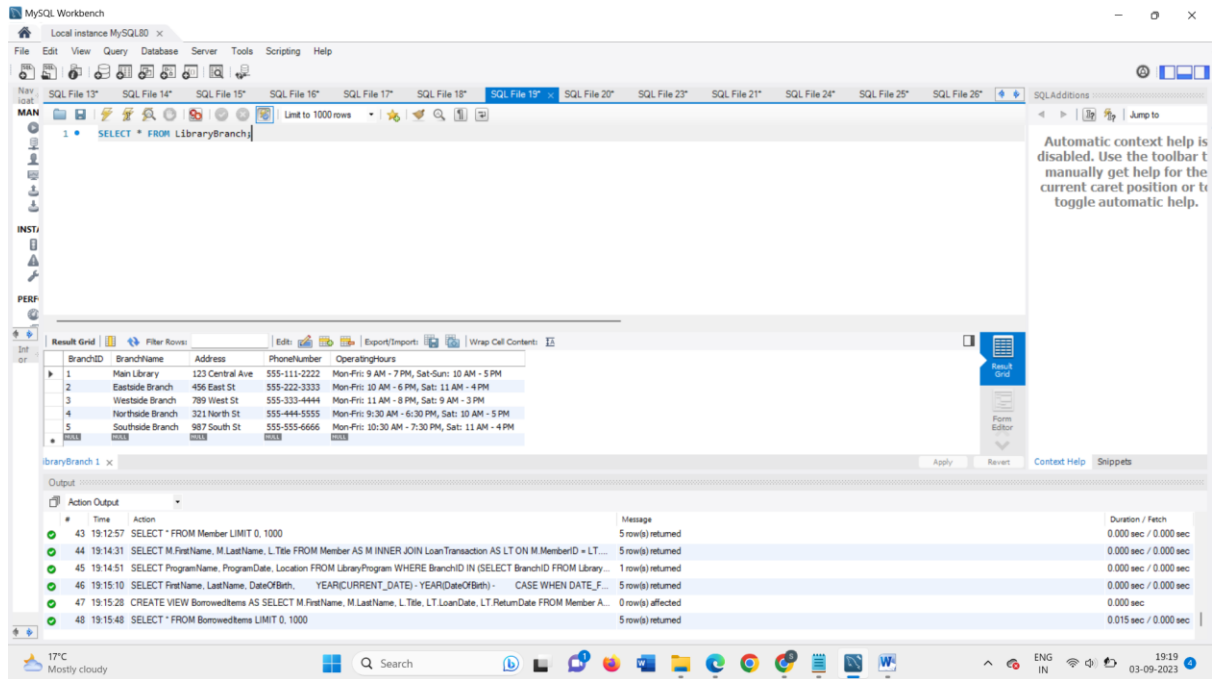 MySQL Workbench
Local instance MySQL80
File Edit View Query Database Server Tools Scripting Help
Nav
igat
SQL File 13* SQL File 14* SQL File 15* SQL File 16* SQL File 17* SQL File 18* SQL File 19* SQL File 20* SQL File 23* SQL File 21* SQL File 24* SQL File 25* SQL File 26* SQLAdditions
MAN Limit to 1000 rows Jump to
1 SELECT * FROM LibraryBranch;
Automatic context help is
disabled. Use the toolbar t
manually get help for the
current caret position or to
toggle automatic help.
INSTA
PERF
Int
or
Result Grid Filter Rows: Edit: Export/Import: Wrap Cell Content:
BranchID BranchName Address PhoneNumber OperatingHours
1 Main Library 123 Central Ave 555-111-2222 Mon-Fri: 9 AM - 7 PM, Sat-Sun: 10 AM - 5 PM
2 Eastside Branch 456 East St 555-222-3333 Mon-Fri: 10 AM - 6 PM, Sat: 11 AM - 4 PM
3 Westside Branch 789 West St 555-333-4444 Mon-Fri: 11 AM - 8 PM, Sat: 9 AM - 3 PM
4 Northside Branch 321 North St 555-444-5555 Mon-Fri: 9:30 AM - 6:30 PM, Sat: 10 AM - 5 PM
5 Southside Branch 987 South St 555-555-6666 Mon-Fri: 10:30 AM - 7:30 PM, Sat: 11 AM - 4 PM
NULL NULL NULL NULL NULL
Result
Grid
Form
Editor
ibraryBranch 1 Apply Revert Context Help Snippets
Output
Action Output
# Time Action Message Duration / Fetch
43 19:12:57 SELECT * FROM Member LIMIT 0, 1000 5 row(s) returned 0.000 sec / 0.000 sec
44 19:14:31 SELECT M.FirstName, M.LastName, L.Title FROM Member AS M INNER JOIN LoanTransaction AS LT ON M.MemberID = LT.... 5 row(s) returned 0.000 sec / 0.000 sec
45 19:14:51 SELECT ProgramName, ProgramDate, Location FROM LibraryProgram WHERE BranchID IN (SELECT BranchID FROM Library... 1 row(s) returned 0.000 sec / 0.000 sec
46 19:15:10 SELECT FirstName, LastName, DateOfBirth, YEAR(CURRENT_DATE) - YEAR(DateOfBirth) - CASE WHEN DATE_F... 5 row(s) returned 0.000 sec / 0.000 sec
47 19:15:28 CREATE VIEW BorrowedItems AS SELECT M.FirstName, M.LastName, L.Title, LT.LoanDate, LT.ReturnDate FROM Member A... 0 row(s) affected 0.000 sec
48 19:15:48 SELECT * FROM BorrowedItems LIMIT 0, 1000 5 row(s) returned 0.015 sec / 0.000 sec
17°C
Mostly cloudy
Search
ENG
IN
19:19
03-09-2023